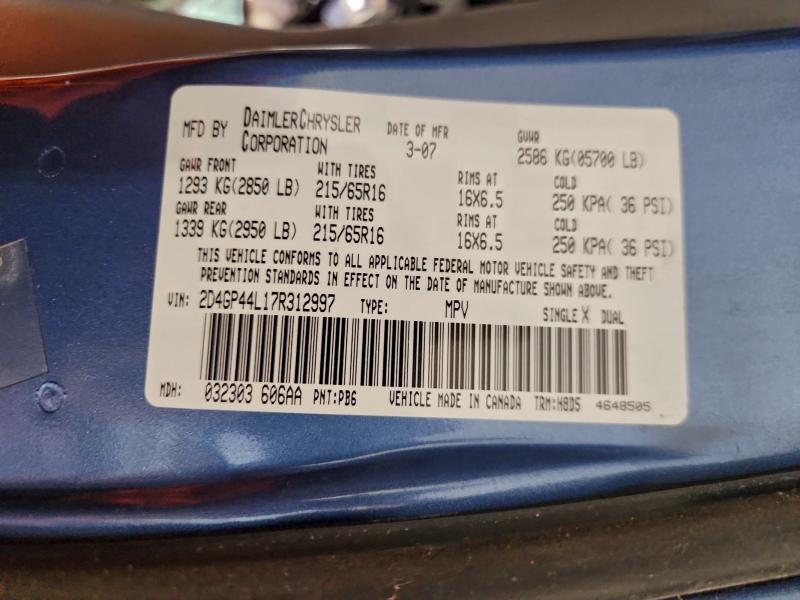 MFD BY DAIMLERCHRYSLER CORPORATION DATE OF MFR 3-07 GVWR 2586 KG(05700 LB)
GAWR FRONT WITH TIRES RIMS AT COLD
1293 KG(2850 LB) 215/65R16 16X6.5 250 KPA( 36 PSI)
GAWR REAR WITH TIRES RIMS AT COLD
1339 KG(2950 LB) 215/65R16 16X6.5 250 KPA( 36 PSI)
THIS VEHICLE CONFORMS TO ALL APPLICABLE FEDERAL MOTOR VEHICLE SAFETY AND THEFT
PREVENTION STANDARDS IN EFFECT ON THE DATE OF MANUFACTURE SHOWN ABOVE.
VIN: 2D4GP44L17R312997 TYPE: MPV SINGLE X DUAL
MDH: 032303 606AA PNT:PB6 VEHICLE MADE IN CANADA TRM:H8D5 4648505